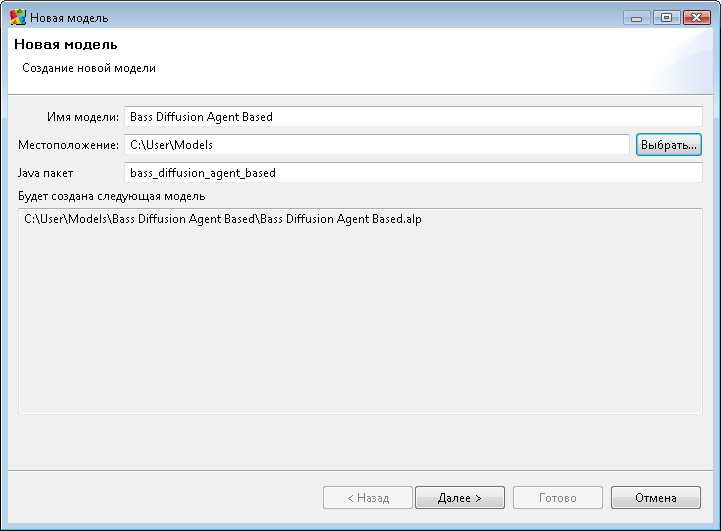 Новая модель
Новая модель
Создание новой модели
Имя модели: Bass Diffusion Agent Based
Местоположение: C:\User\Models Выбрать...
Java пакет bass_diffusion_agent_based
Будет создана следующая модель
C:\User\Models\Bass Diffusion Agent Based\Bass Diffusion Agent Based.alp
< Назад Далее > Готово Отмена